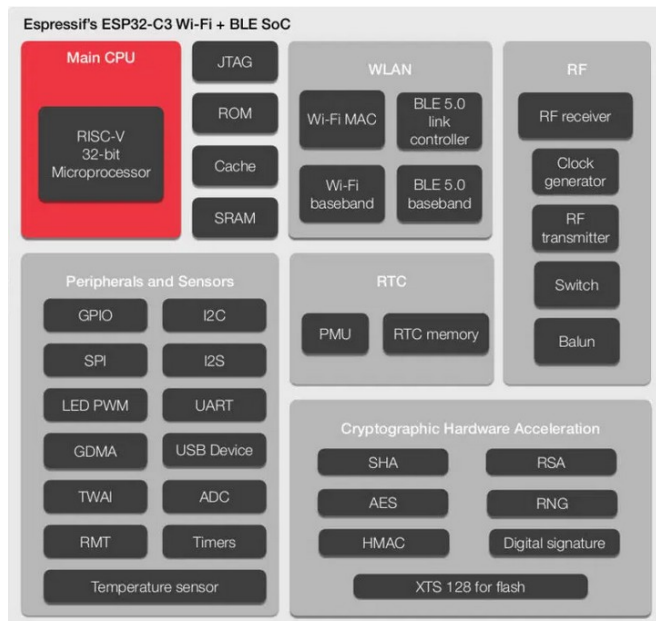 Espressif's ESP32-C3 Wi-Fi + BLE SoC
Main CPU
RISC-V
32-bit
Microprocessor
JTAG
ROM
Cache
SRAM
WLAN
Wi-Fi MAC
BLE 5.0
link
controller
Wi-Fi
baseband
BLE 5.0
baseband
RF
RF receiver
Clock
generator
RF
transmitter
Switch
Balun
Peripherals and Sensors
GPIO
I2C
SPI
I2S
LED PWM
UART
GDMA
USB Device
TWAI
ADC
RMT
Timers
Temperature sensor
RTC
PMU
RTC memory
Cryptographic Hardware Acceleration
SHA
RSA
AES
RNG
HMAC
Digital signature
XTS 128 for flash